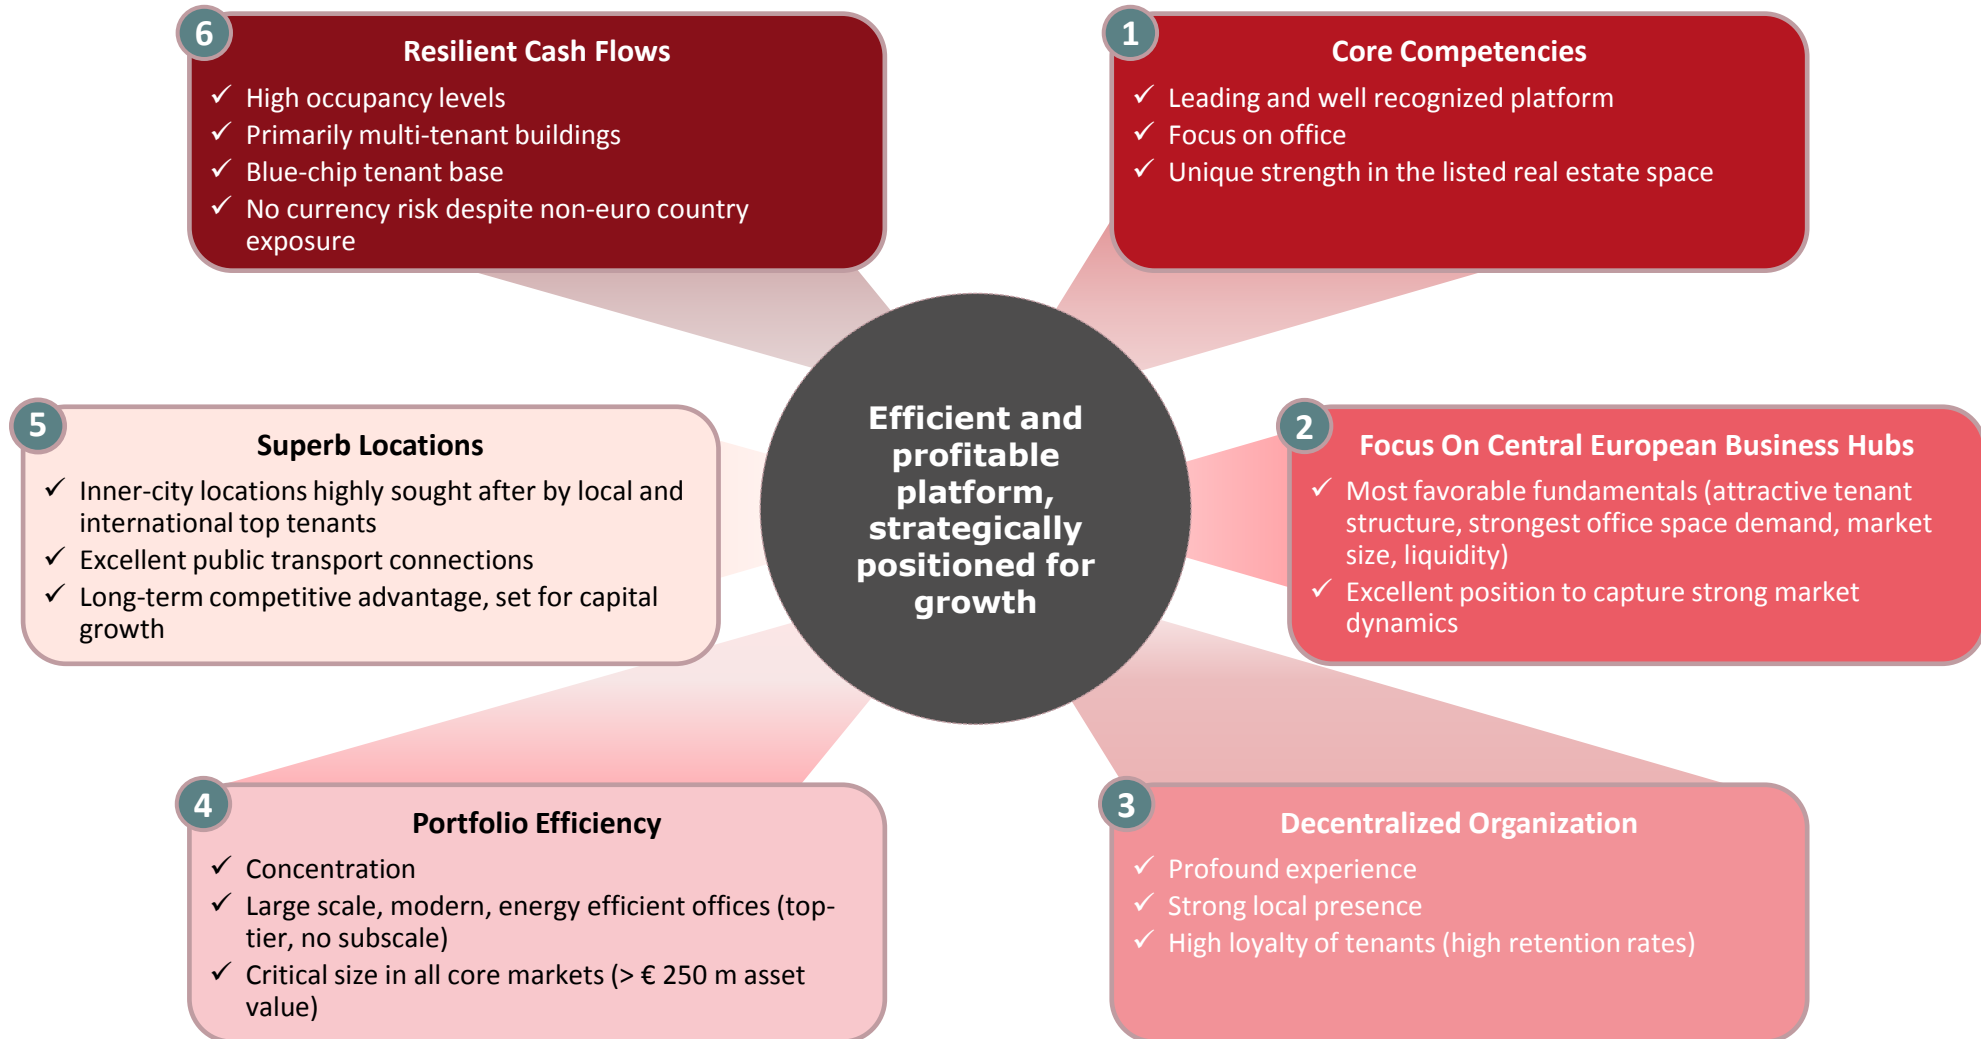 6
Resilient Cash Flows
✓ High occupancy levels
✓ Primarily multi-tenant buildings
✓ Blue-chip tenant base
✓ No currency risk despite non-euro country
exposure
1
Core Competencies
✓ Leading and well recognized platform
✓ Focus on office
✓ Unique strength in the listed real estate space
5
Superb Locations
✓ Inner-city locations highly sought after by local and
international top tenants
✓ Excellent public transport connections
✓ Long-term competitive advantage, set for capital
growth
Efficient and
profitable
platform,
strategically
positioned for
growth
2
Focus On Central European Business Hubs
✓ Most favorable fundamentals (attractive tenant
structure, strongest office space demand, market
size, liquidity)
✓ Excellent position to capture strong market
dynamics
4
Portfolio Efficiency
✓ Concentration
✓ Large scale, modern, energy efficient offices (top-
tier, no subscale)
✓ Critical size in all core markets (> € 250 m asset
value)
3
Decentralized Organization
✓ Profound experience
✓ Strong local presence
✓ High loyalty of tenants (high retention rates)